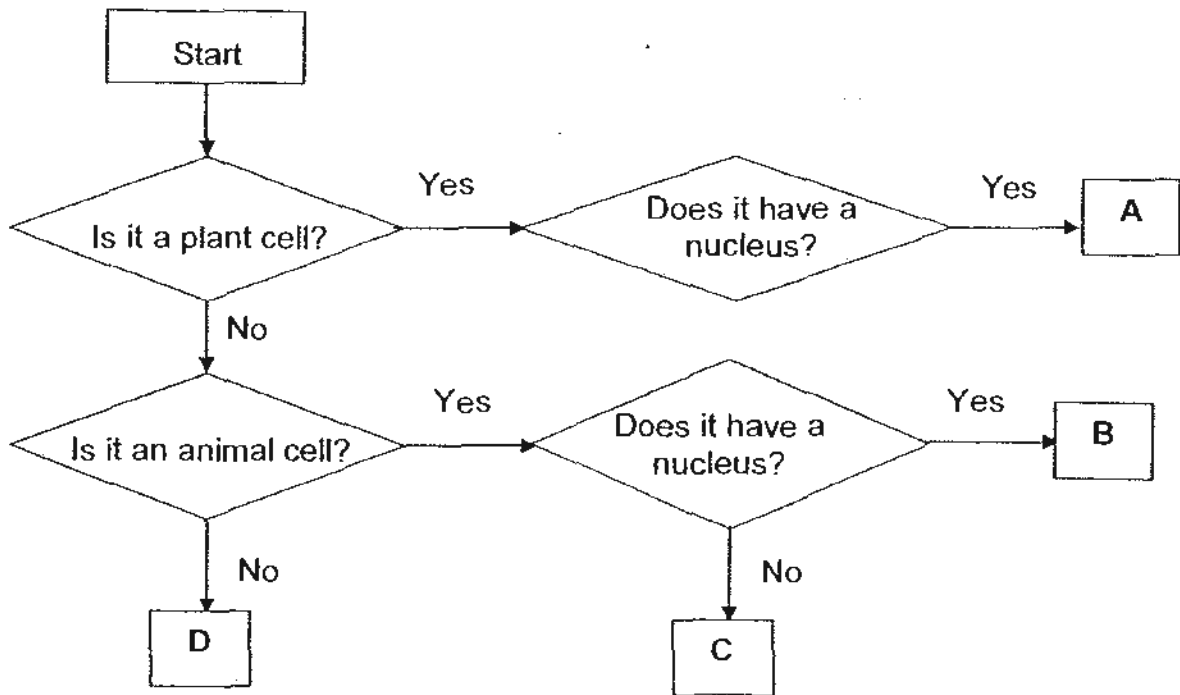 Start
Yes
Yes
Is it a plant cell?
Does it have a
nucleus?
A
No
Yes
Yes
Is it an animal cell?
Does it have a
nucleus?
B
No
No
D
C